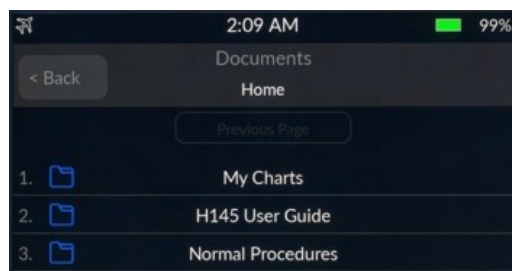 2:09 AM 99%
Documents
< Back
Home
Previous Page
1. My Charts
2. H145 User Guide
3. Normal Procedures